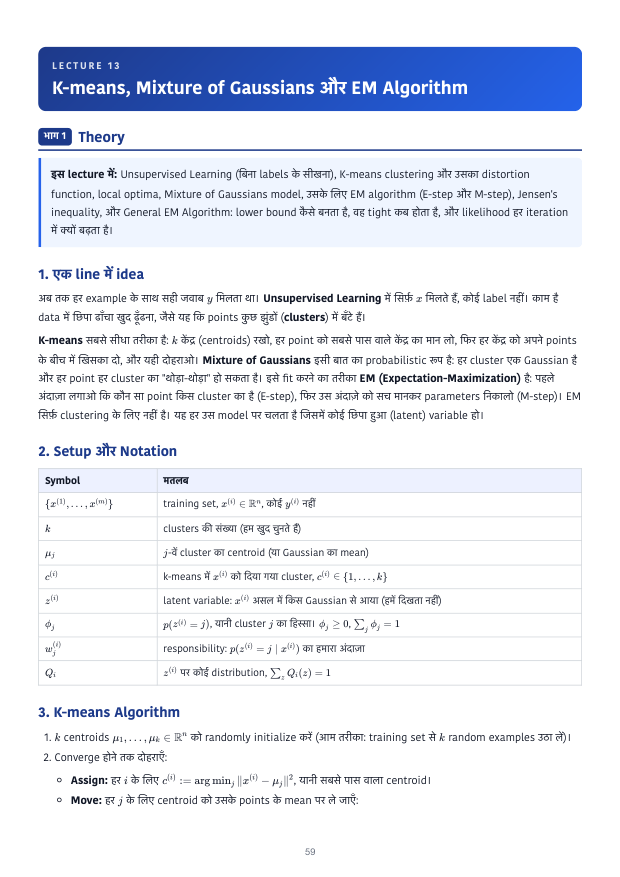 LECTURE 13
K-means, Mixture of Gaussians और EM Algorithm
भाग 1 Theory
इस lecture में: Unsupervised Learning (बिना labels के सीखना), K-means clustering और उसका distortion
function, local optima, Mixture of Gaussians model, उसके लिए EM algorithm (E-step और M-step), Jensen's
inequality, और General EM Algorithm: lower bound कैसे बनता है, वह tight कब होता है, और likelihood हर iteration
में क्यों बढ़ता है।
1. एक line में idea
अब तक हर example के साथ सही जवाब y मिलता था। Unsupervised Learning में सिर्फ़ x मिलते हैं, कोई label नहीं। काम है
data में छिपा ढाँचा खुद ढूँढना, जैसे यह कि points कुछ झुंडों (clusters) में बँटे हैं।
K-means सबसे सीधा तरीका है: k केंद्र (centroids) रखो, हर point को सबसे पास वाले केंद्र का मान लो, फिर हर केंद्र को अपने points
के बीच में खिसका दो, और यही दोहराओ। Mixture of Gaussians इसी बात का probabilistic रूप है: हर cluster एक Gaussian है
और हर point हर cluster का "थोड़ा-थोड़ा" हो सकता है। इसे fit करने का तरीका EM (Expectation-Maximization) है: पहले
अंदाज़ा लगाओ कि कौन सा point किस cluster का है (E-step), फिर उस अंदाज़े को सच मानकर parameters निकालो (M-step)। EM
सिर्फ़ clustering के लिए नहीं है। यह हर उस model पर चलता है जिसमें कोई छिपा हुआ (latent) variable हो।
2. Setup और Notation
Symbol मतलब
{x^{(1)}, . . . , x^{(m)}} training set, x^{(i)} ∈ ℝ^n, कोई y^{(i)} नहीं
k clusters की संख्या (हम खुद चुनते हैं)
μ_j j-वें cluster का centroid (या Gaussian का mean)
c^{(i)} k-means में x^{(i)} को दिया गया cluster, c^{(i)} ∈ {1, . . . , k}
z^{(i)} latent variable: x^{(i)} असल में किस Gaussian से आया (हमें दिखता नहीं)
ϕ_j p(z^{(i)} = j), यानी cluster j का हिस्सा। ϕ_j ≥ 0, ∑_j ϕ_j = 1
w_j^{(i)} responsibility: p(z^{(i)} = j | x^{(i)}) का हमारा अंदाज़ा
Q_i z^{(i)} पर कोई distribution, ∑_z Q_i(z) = 1
3. K-means Algorithm
1. k centroids μ_1, . . . , μ_k ∈ ℝ^n को randomly initialize करें (आम तरीका: training set से k random examples उठा लें)।
2. Converge होने तक दोहराएँ:
∘ Assign: हर i के लिए c^{(i)} := arg min_j ‖x^{(i)} − μ_j‖^2, यानी सबसे पास वाला centroid।
∘ Move: हर j के लिए centroid को उसके points के mean पर ले जाएँ:
59